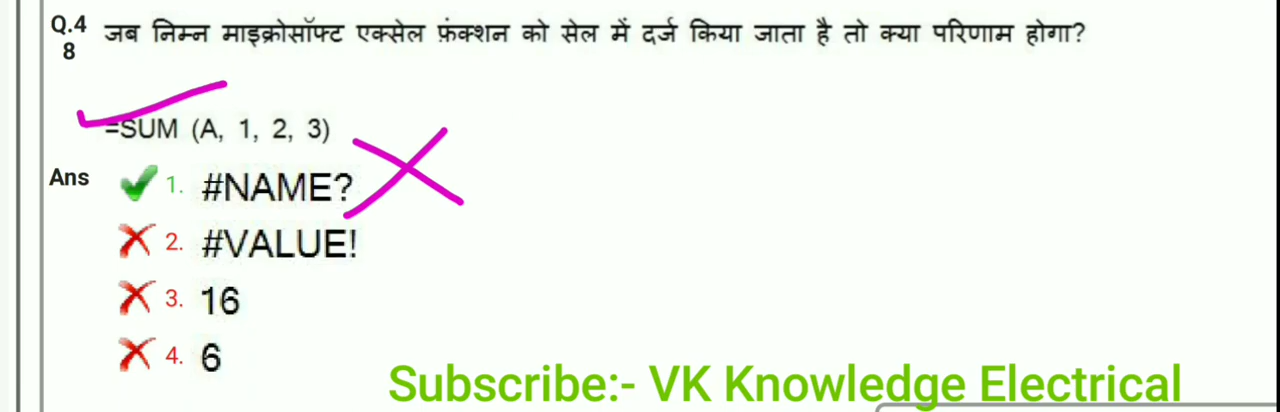 Q.4 जब निम्न माइक्रोसॉफ्ट एक्सेल फ़ंक्शन को सेल में दर्ज किया जाता है तो क्या परिणाम होगा?
8
=SUM (A, 1, 2, 3)
Ans 1. #NAME?
2. #VALUE!
3. 16
4. 6
Subscribe:- VK Knowledge Electrical